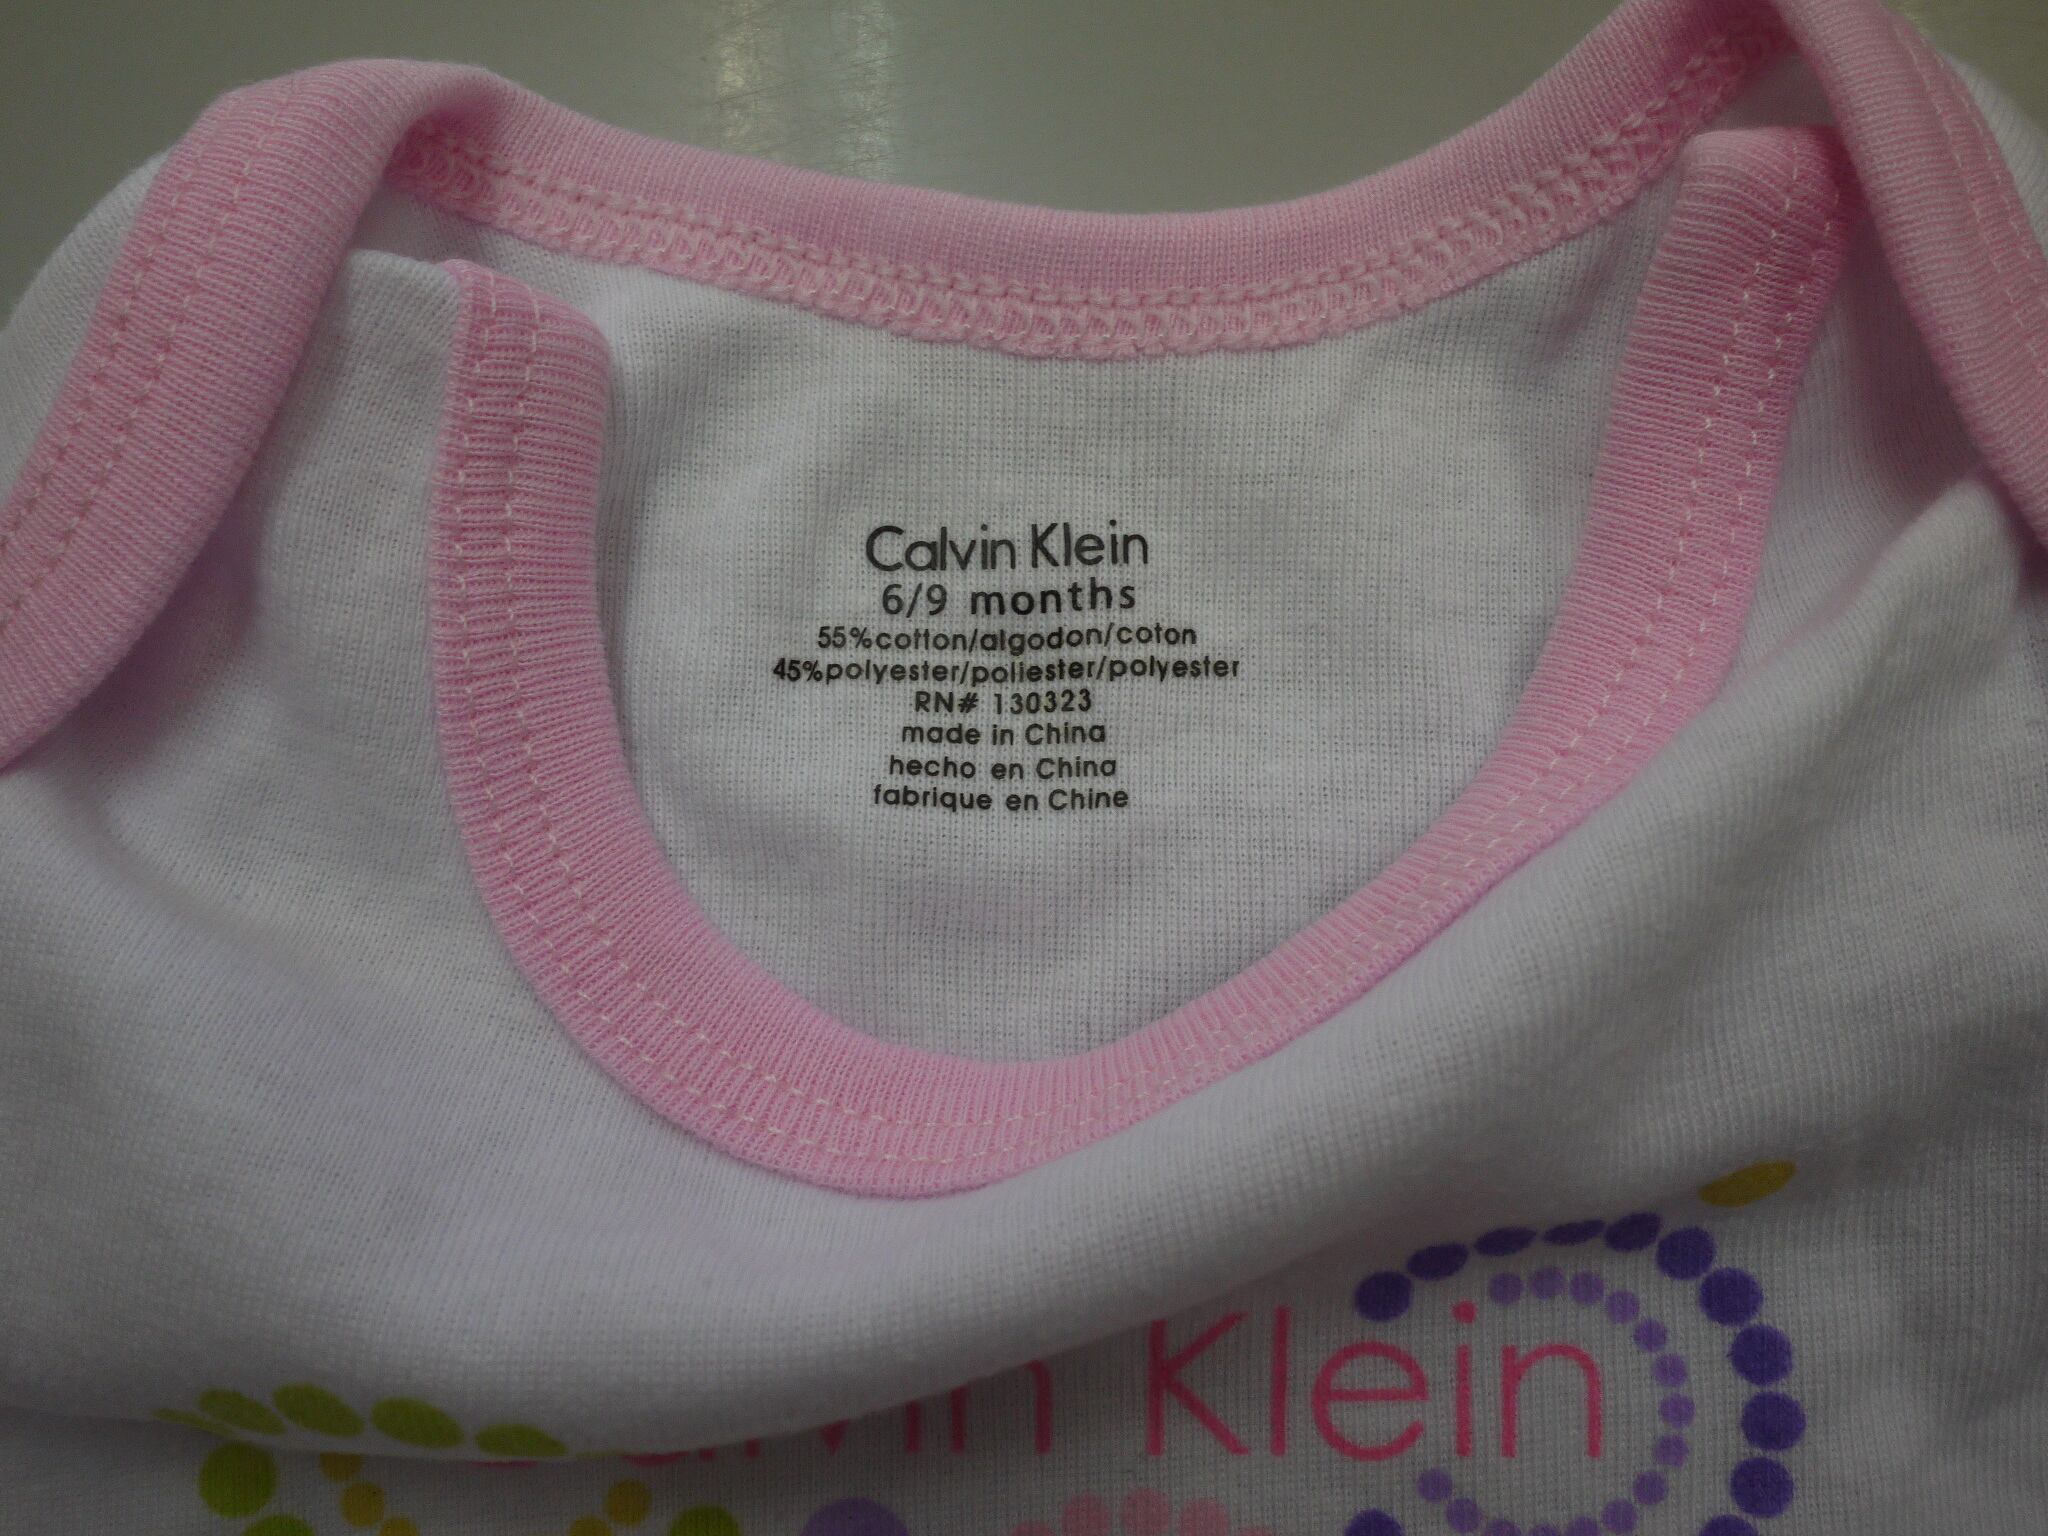 Calvin Klein
6/9 months
55%cotton/algodon/coton
45%polyester/poliester/polyester
RN# 130323
made in China
hecho en China
fabrique en Chine
Calvin Klein